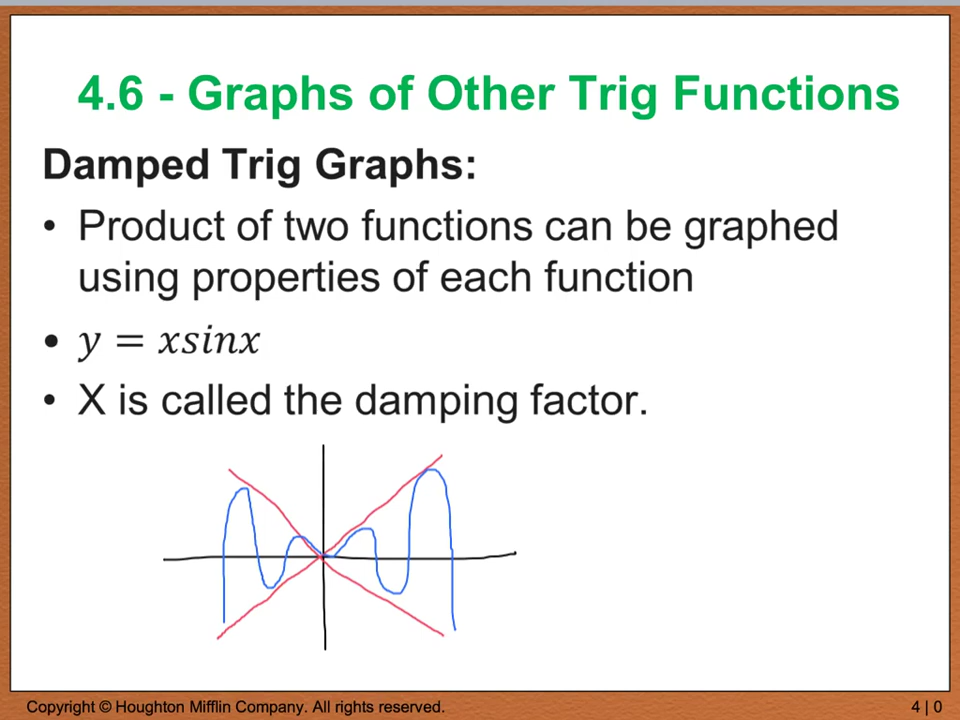 4.6 - Graphs of Other Trig Functions
Damped Trig Graphs:
• Product of two functions can be graphed
using properties of each function
• y = xsinx
• X is called the damping factor.
Copyright © Houghton Mifflin Company. All rights reserved.
4 | 0